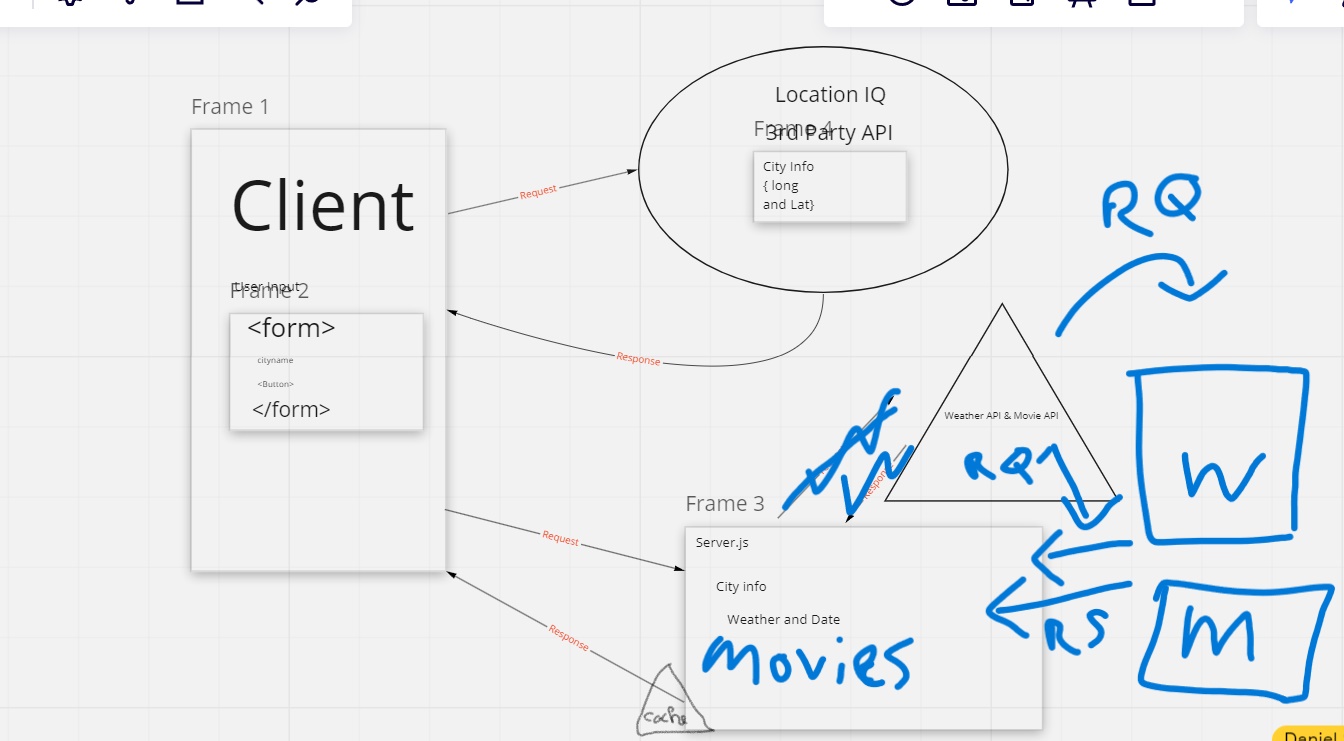 Frame 1
Client
User Input
Frame 2
<form>
cityname
<Button>
</form>
Request
Response
Location IQ
3rd Party API
Frame 4
City Info
{ long
and Lat}
RQ
Weather API & Movie API
RQ
W
Respons
Frame 3
Server.js
City info
Weather and Date
movies
Request
Response
cache
RS
M
Daniel